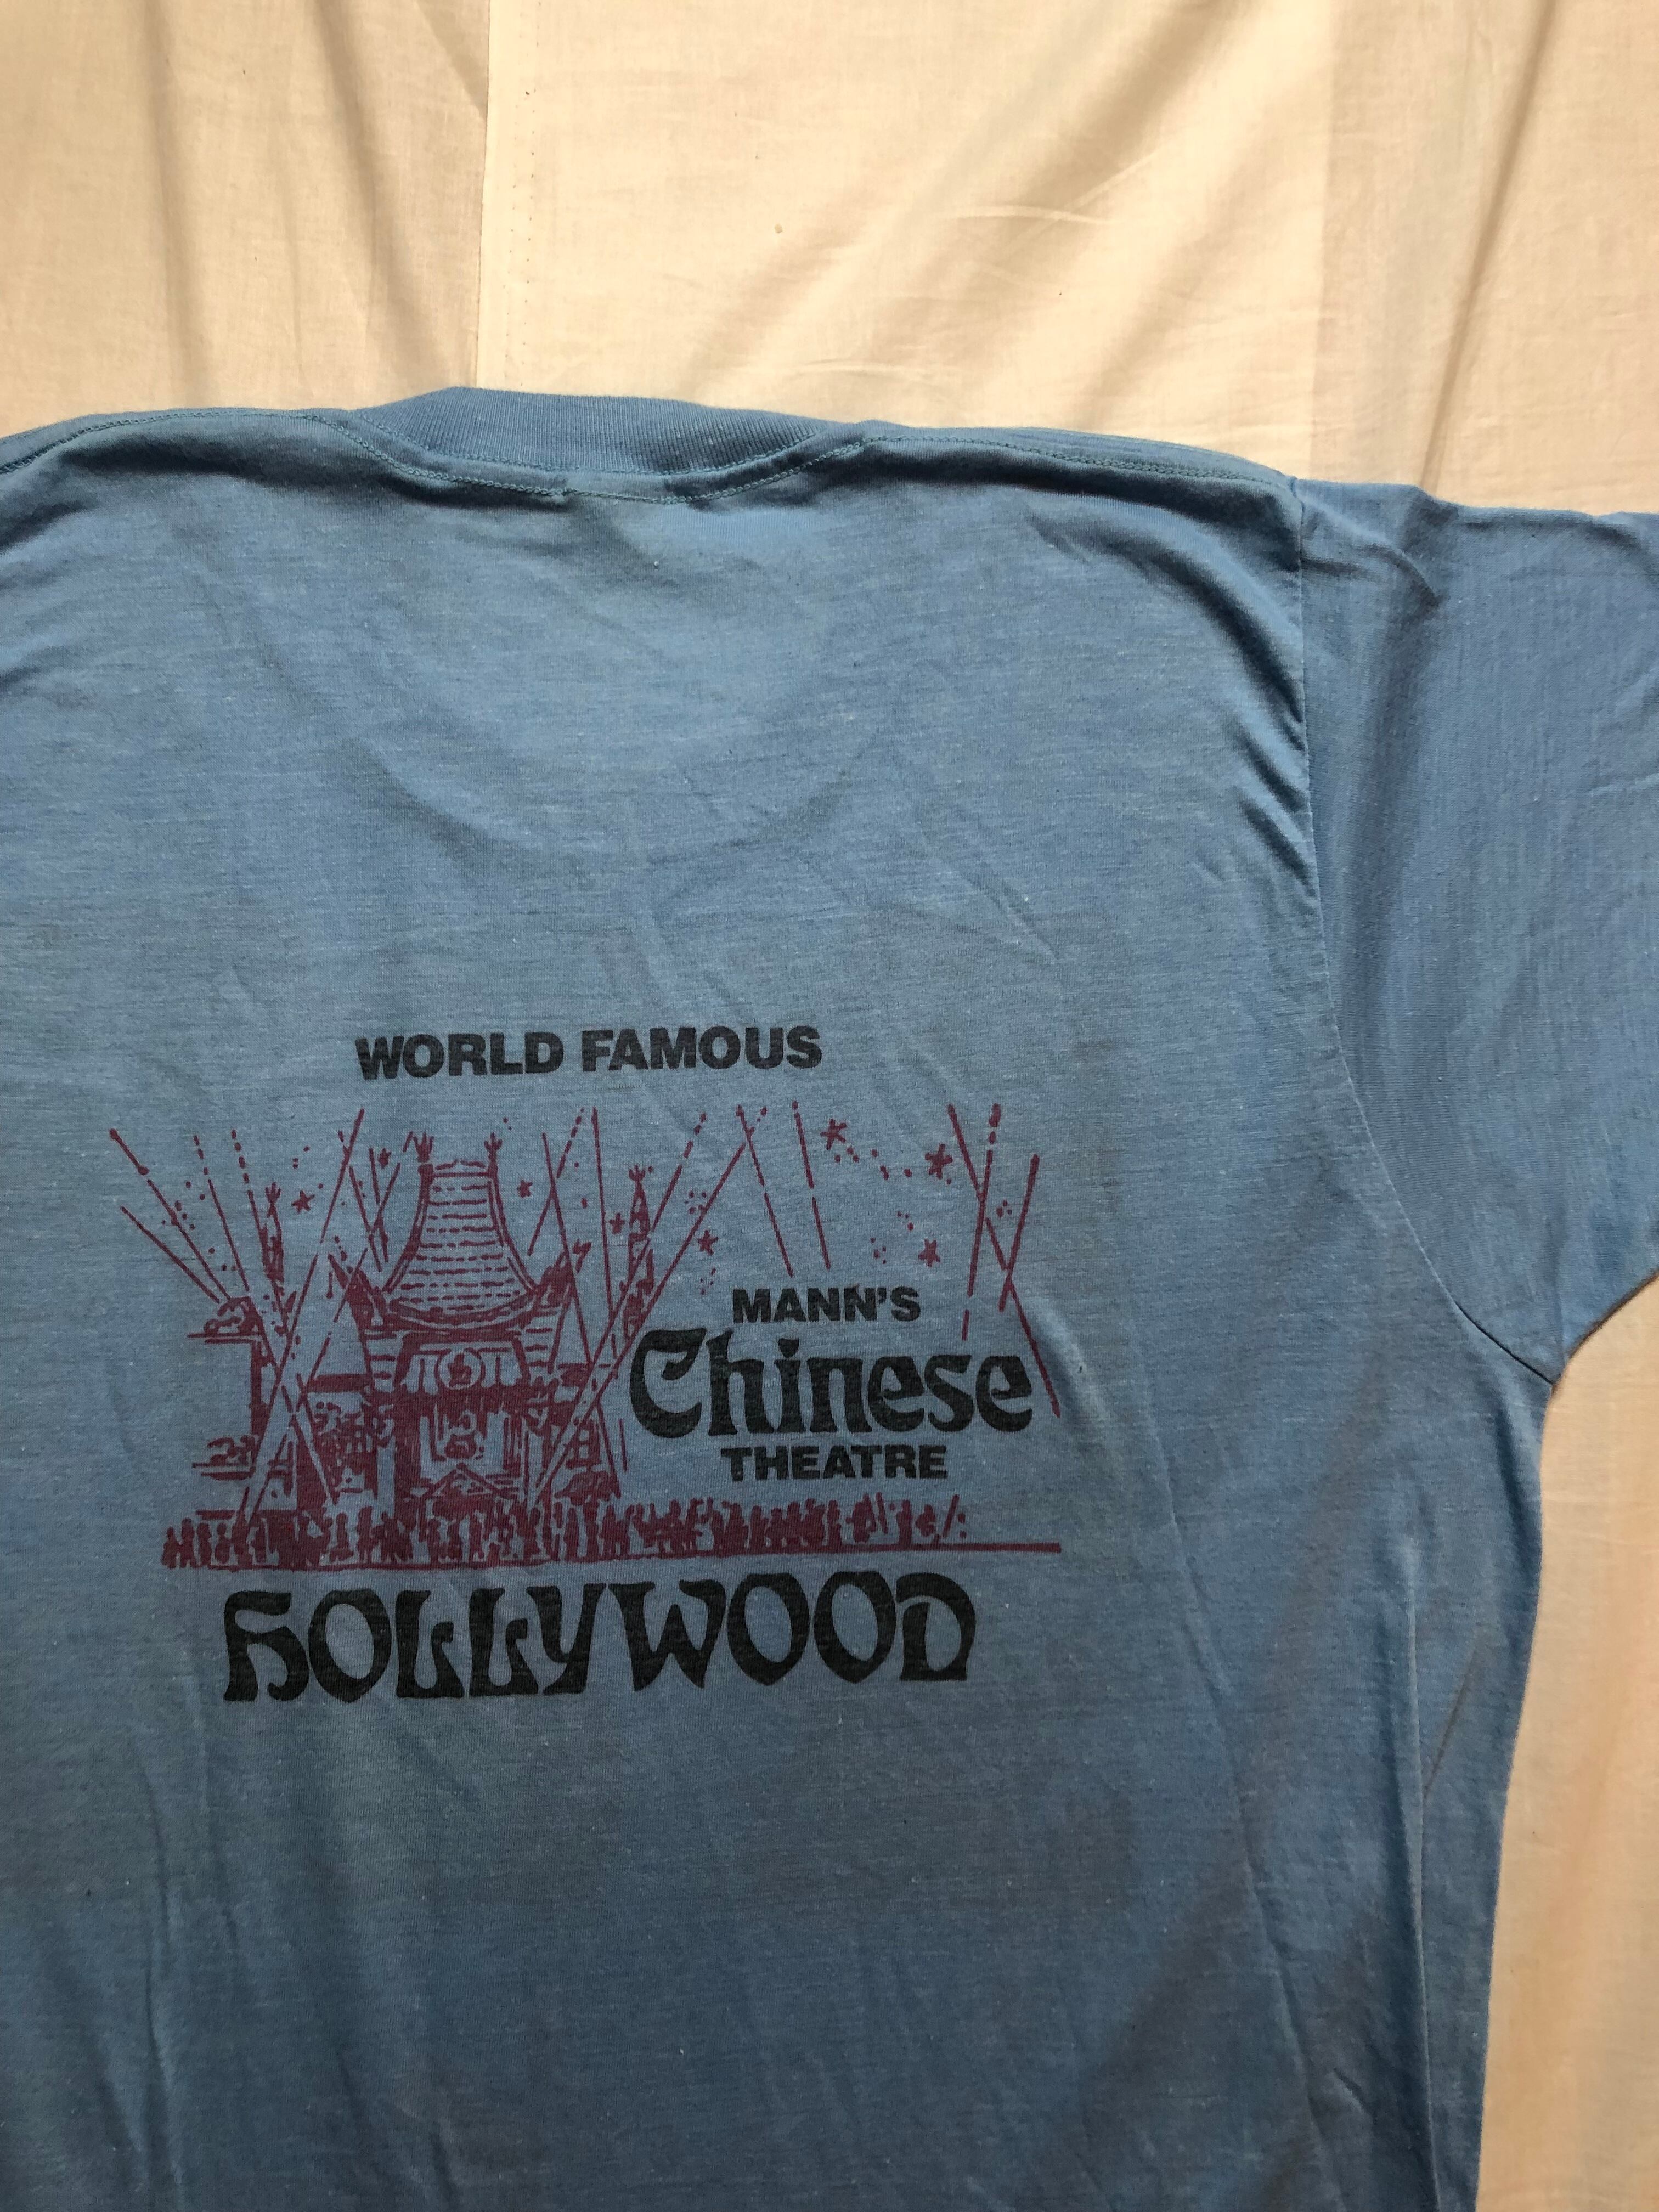 WORLD FAMOUS
MANN'S
Chinese
THEATRE
HOLLYWOOD